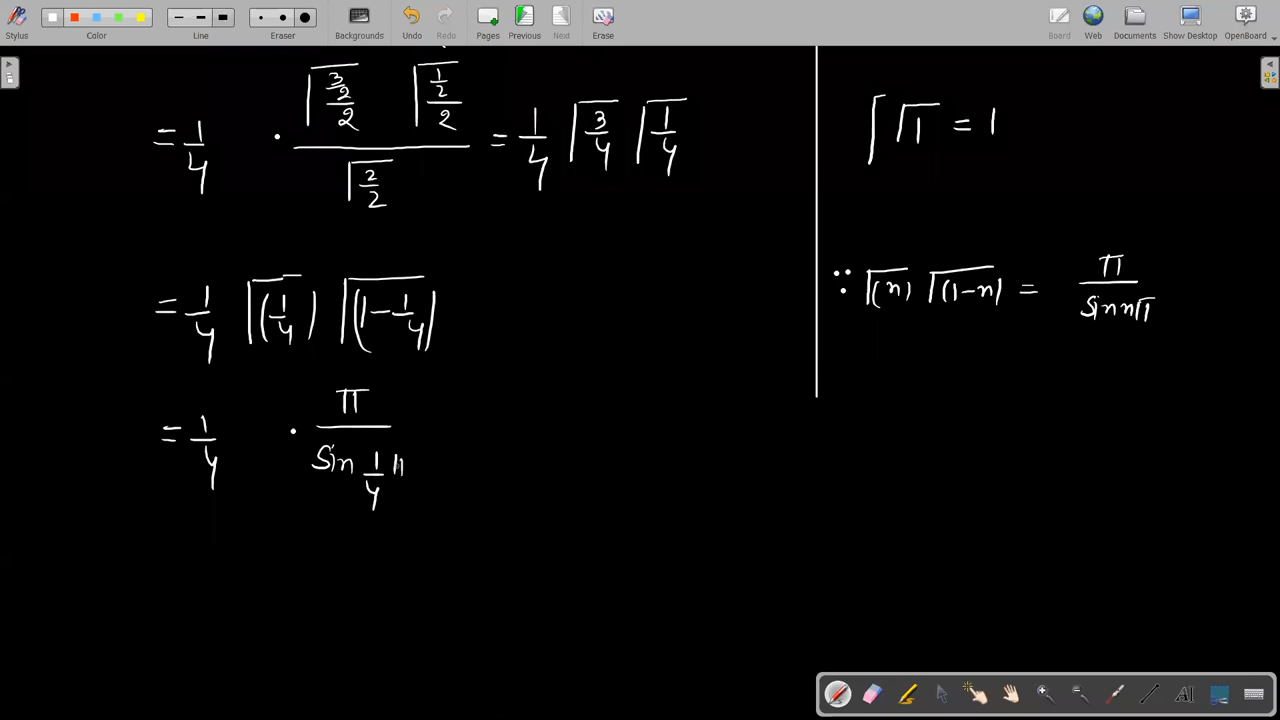 Stylus Color Line Eraser Backgrounds Undo Redo Pages Previous Next Erase Board Web Documents Show Desktop OpenBoard
= 1/4 · Γ(3/2/2) Γ(1/2/2) / Γ(2/2) = 1/4 Γ3/4 Γ1/4
∫ Γ1 = 1
= 1/4 Γ(1/4) Γ(1-1/4)
∵ Γ(n) Γ(1-n) = π / sin nπ
= 1/4 · π / sin 1/4 π